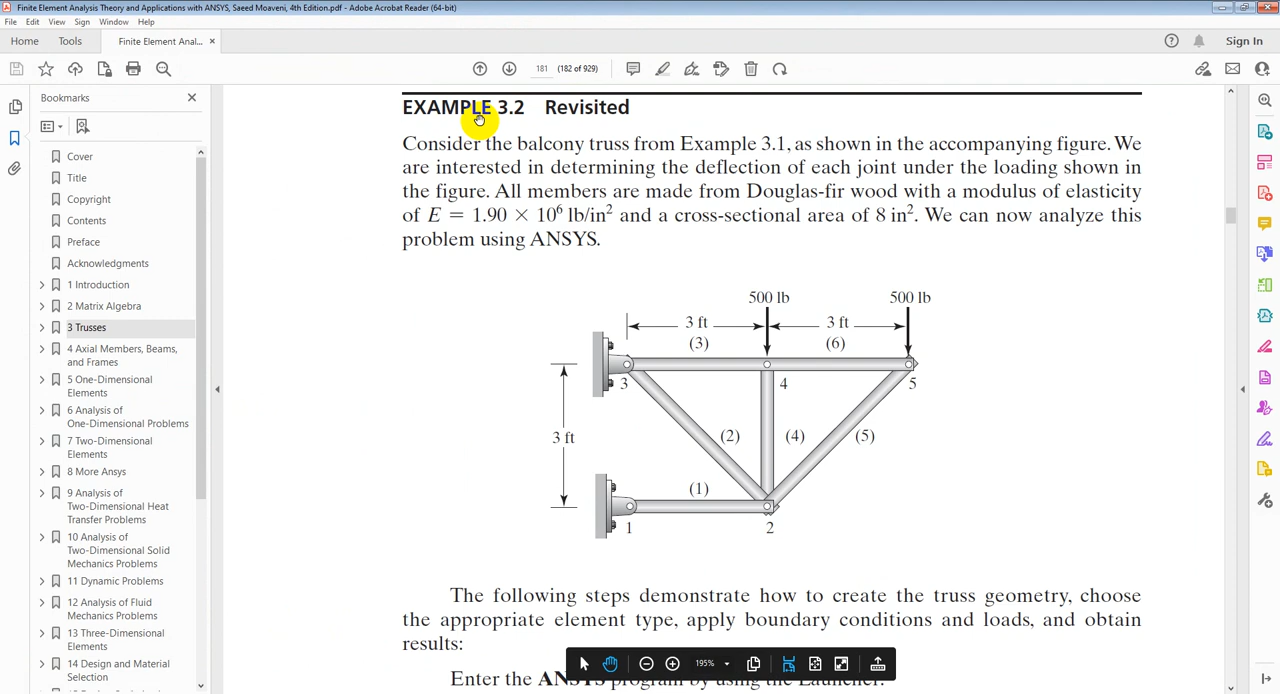 Finite Element Analysis Theory and Applications with ANSYS, Saeed Moaveni, 4th Edition.pdf - Adobe Acrobat Reader (64-bit)
File Edit View Sign Window Help
Home Tools Finite Element Anal... × Sign In
181 (182 of 929)
Bookmarks
Cover
Title
Copyright
Contents
Preface
Acknowledgments
1 Introduction
2 Matrix Algebra
3 Trusses
4 Axial Members, Beams,
and Frames
5 One-Dimensional
Elements
6 Analysis of
One-Dimensional Problems
7 Two-Dimensional
Elements
8 More Ansys
9 Analysis of
Two-Dimensional Heat
Transfer Problems
10 Analysis of
Two-Dimensional Solid
Mechanics Problems
11 Dynamic Problems
12 Analysis of Fluid
Mechanics Problems
13 Three-Dimensional
Elements
14 Design and Material
Selection
EXAMPLE 3.2 Revisited
Consider the balcony truss from Example 3.1, as shown in the accompanying figure. We
are interested in determining the deflection of each joint under the loading shown in
the figure. All members are made from Douglas-fir wood with a modulus of elasticity
of E = 1.90 × 10⁶ lb/in² and a cross-sectional area of 8 in². We can now analyze this
problem using ANSYS.
500 lb 500 lb
3 ft 3 ft
(3) (6)
3 4 5
3 ft (2) (4) (5)
(1)
1 2
The following steps demonstrate how to create the truss geometry, choose
the appropriate element type, apply boundary conditions and loads, and obtain
results:
195%
Enter the ANSYS program by using the Launcher.